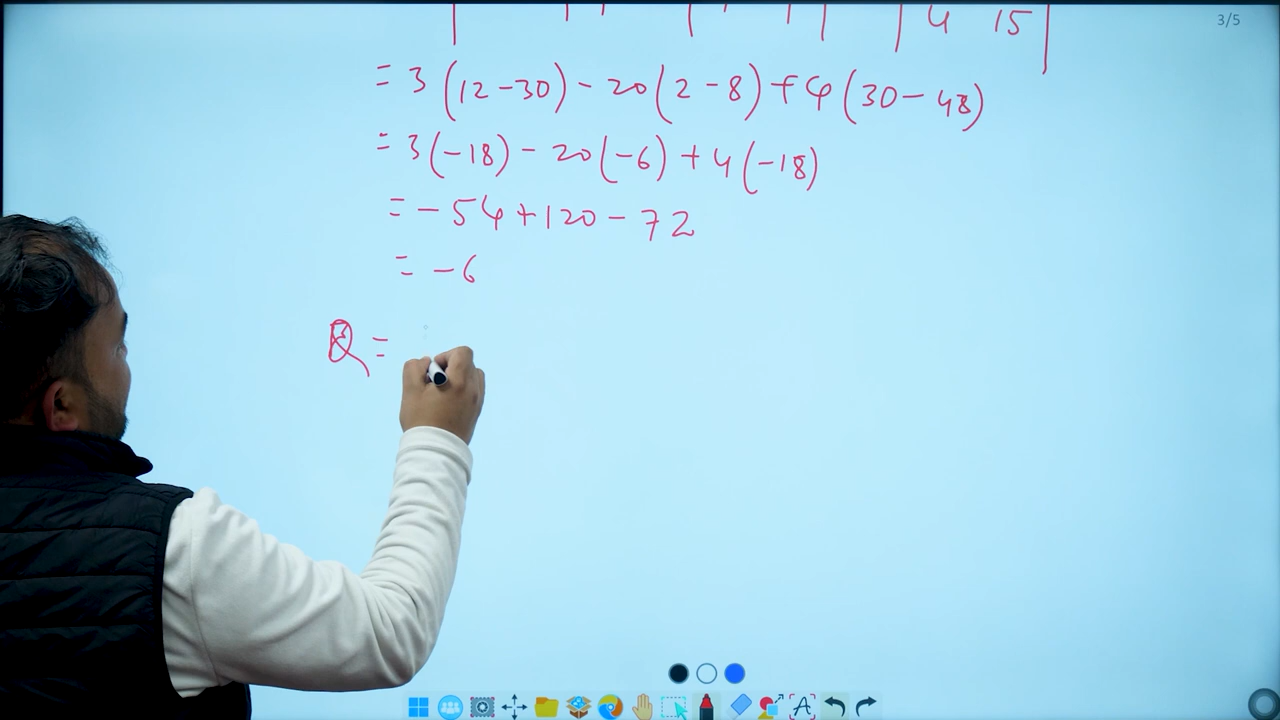 3/5
4 15
= 3 (12-30) - 20 (2-8) + 4 (30-48)
= 3 (-18) - 20 (-6) + 4 (-18)
= -54 + 120 - 72
= -6
Q =